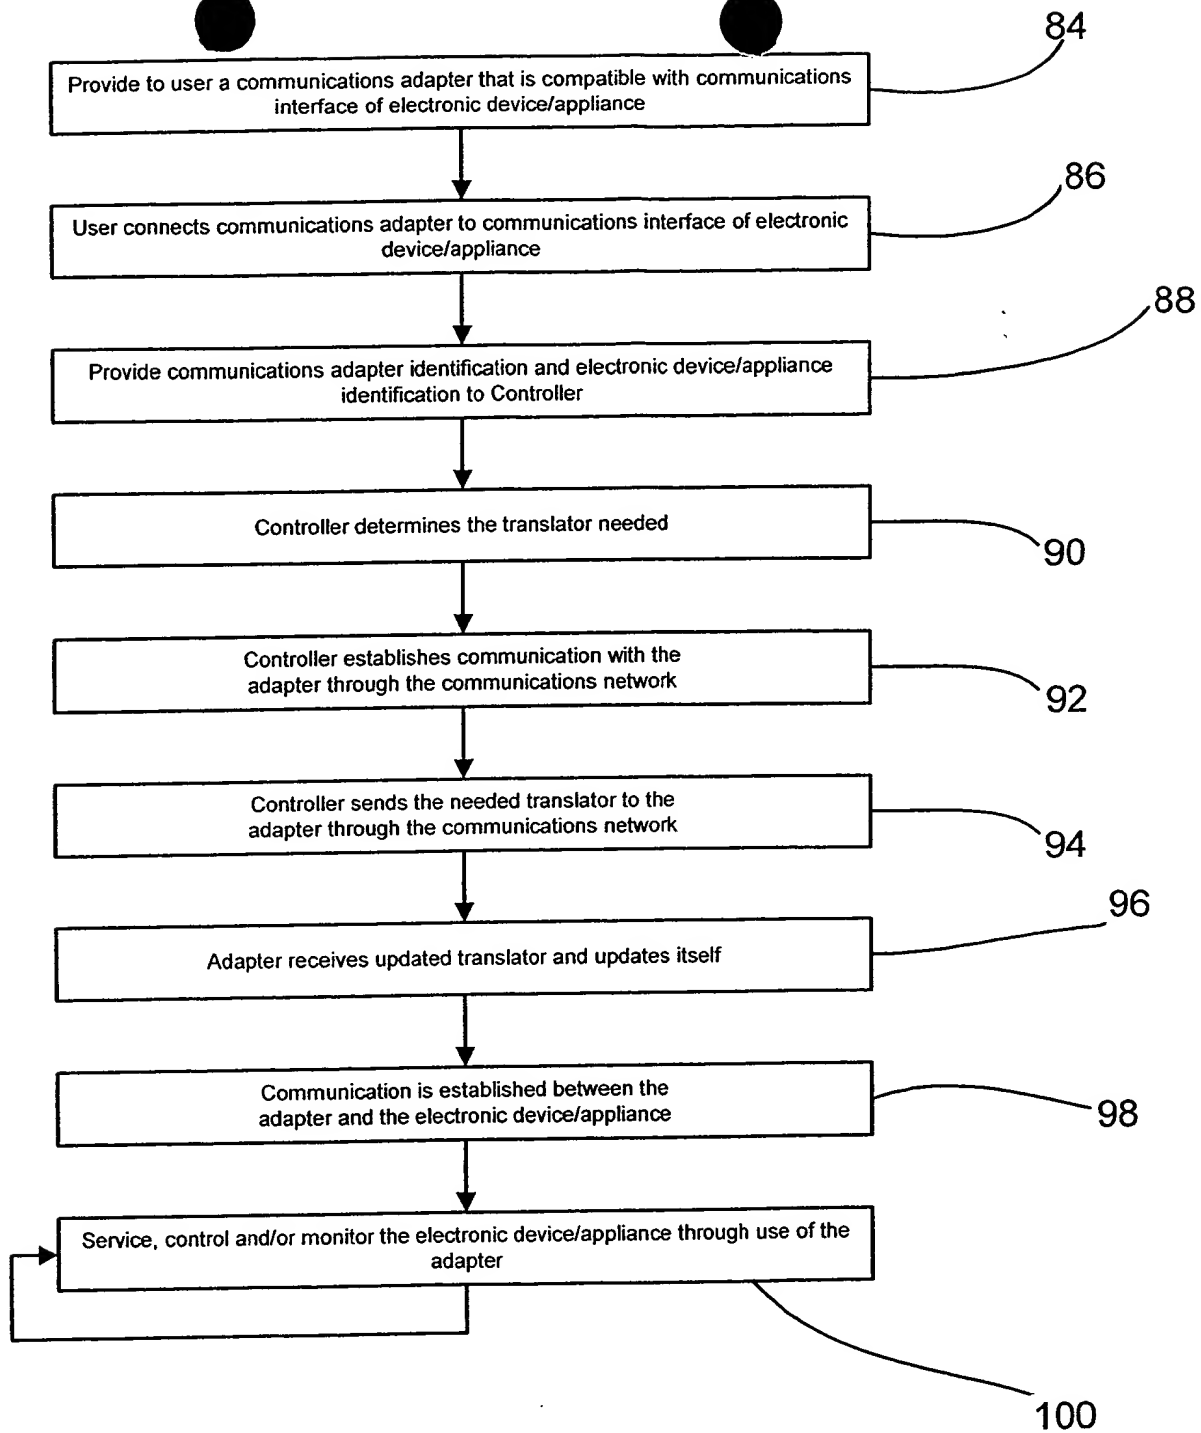 84
Provide to user a communications adapter that is compatible with communications
interface of electronic device/appliance
86
User connects communications adapter to communications interface of electronic
device/appliance
88
Provide communications adapter identification and electronic device/appliance
identification to Controller
Controller determines the translator needed
90
Controller establishes communication with the
adapter through the communications network
92
Controller sends the needed translator to the
adapter through the communications network
94
96
Adapter receives updated translator and updates itself
Communication is established between the
adapter and the electronic device/appliance
98
Service, control and/or monitor the electronic device/appliance through use of the
adapter
100